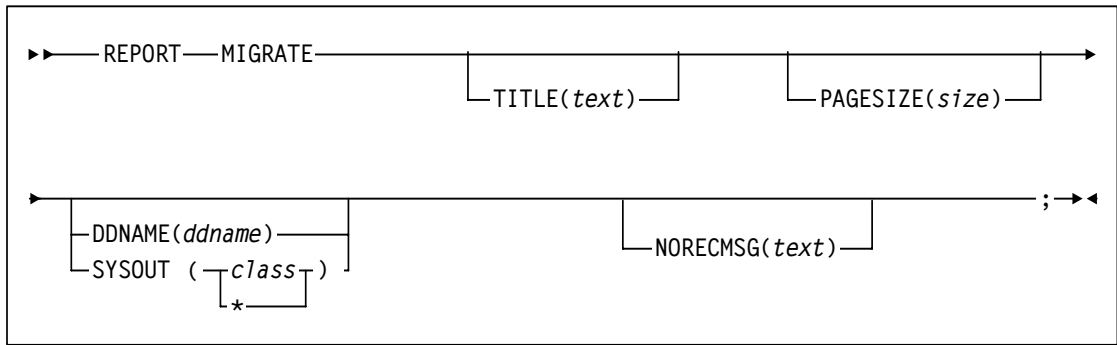 REPORT MIGRATE
TITLE(text) PAGESIZE(size)
;
DDNAME(ddname) NORECMSG(text)
SYSOUT (class)
*